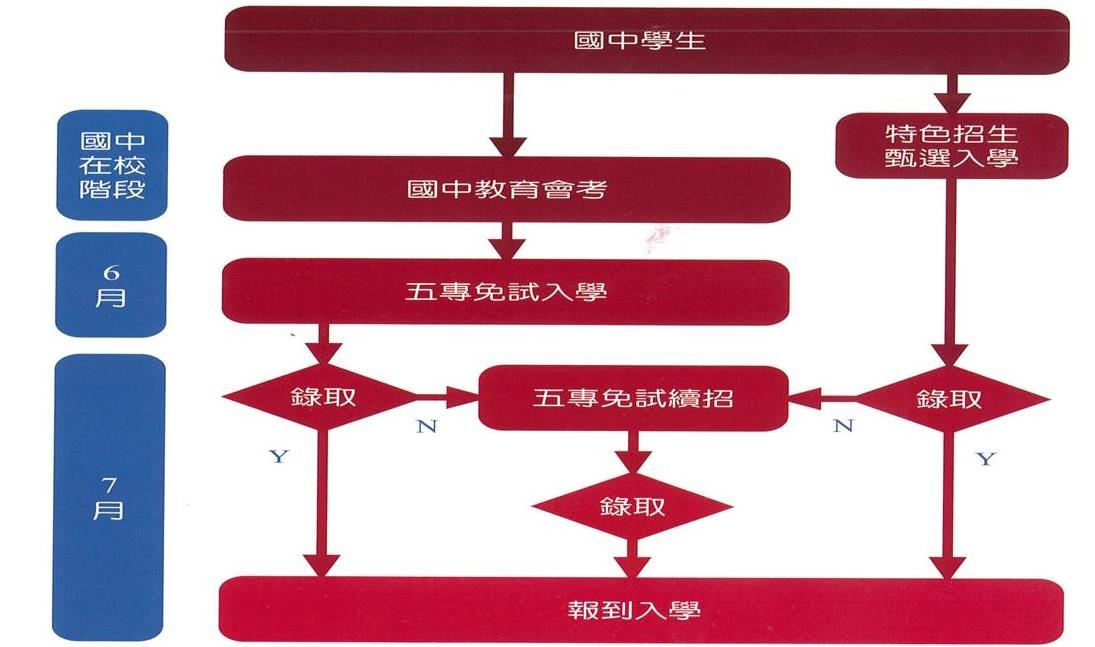 國中學生
國中
在校
階段
特色招生
甄選入學
國中教育會考
6
月
五專免試入學
7
月
錄取
N
Y
五專免試續招
錄取
N
Y
錄取
報到入學